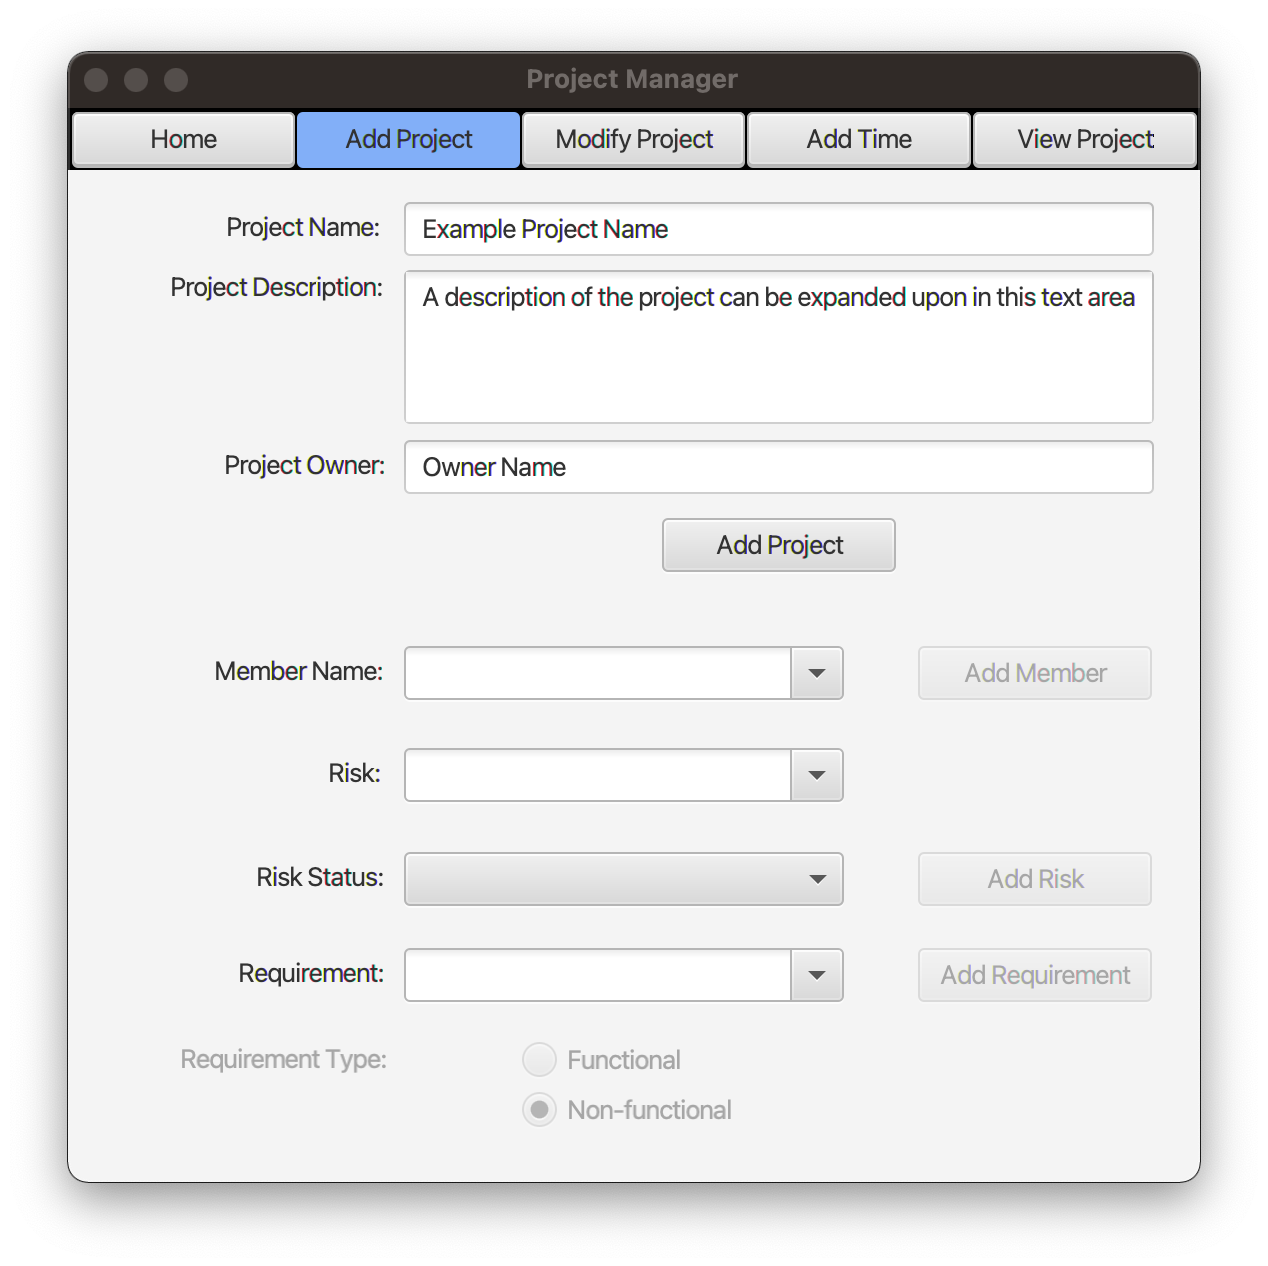 Project Manager
Home Add Project Modify Project Add Time View Project
Project Name: Example Project Name
Project Description: A description of the project can be expanded upon in this text area
Project Owner: Owner Name
Add Project
Member Name: Add Member
Risk:
Risk Status: Add Risk
Requirement: Add Requirement
Requirement Type: Functional
Non-functional